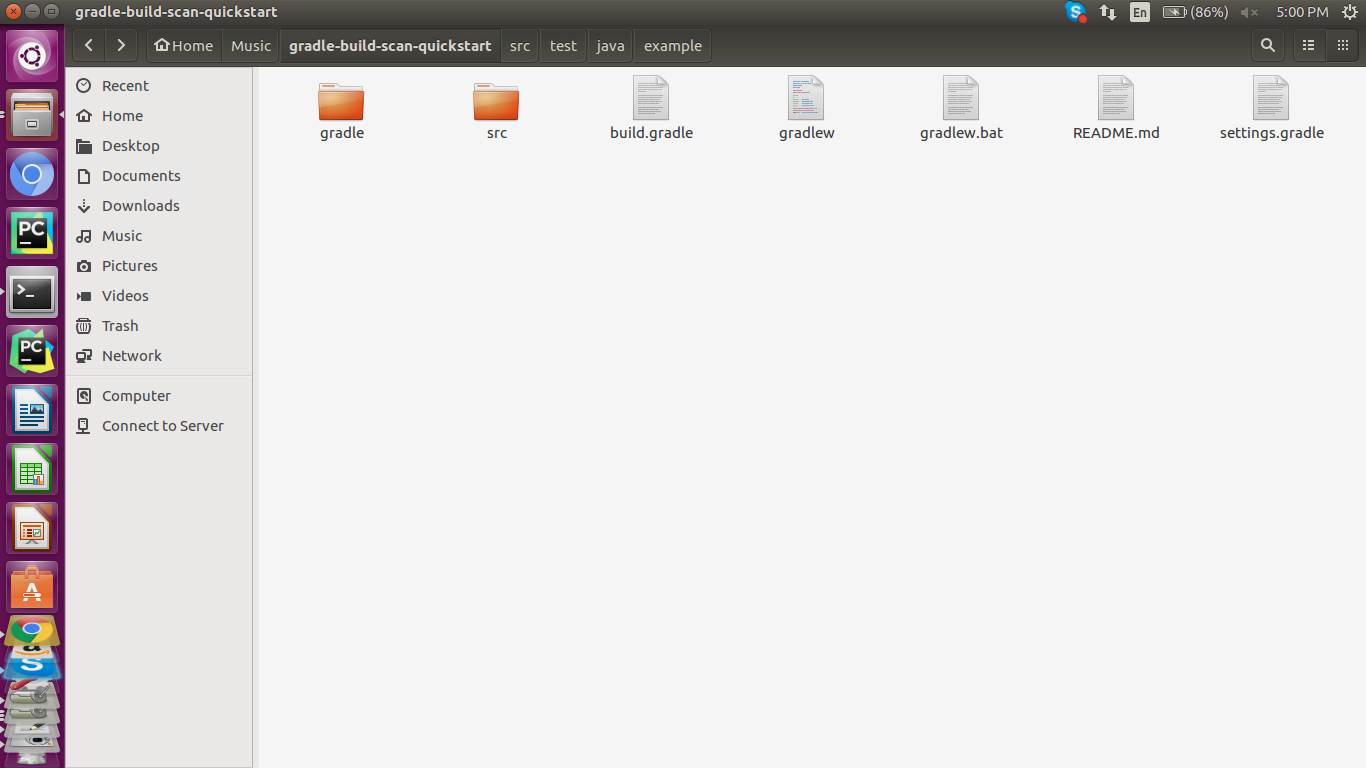 gradle-build-scan-quickstart
En
(86%)
5:00 PM
Home
Music
gradle-build-scan-quickstart
src
test
java
example
Recent
Home
Desktop
Documents
Downloads
Music
Pictures
Videos
Trash
Network
Computer
Connect to Server
gradle
src
build.gradle
gradlew
gradlew.bat
README.md
settings.gradle
PC
>_
PC
A
a
S